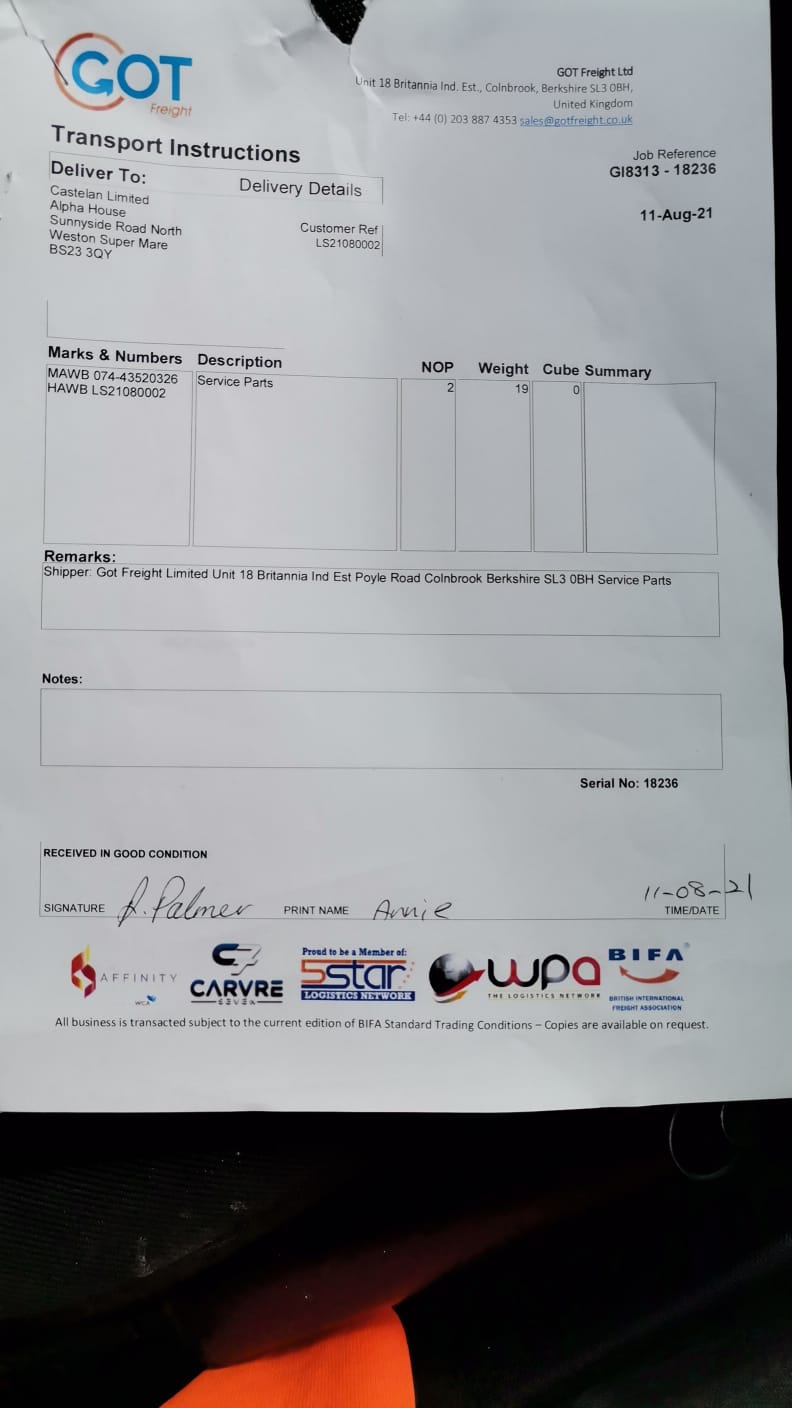 GOT
Freight
GOT Freight Ltd
Unit 18 Britannia Ind. Est., Colnbrook, Berkshire SL3 0BH,
United Kingdom
Tel: +44 (0) 203 887 4353 sales@gotfreight.co.uk
Transport Instructions
Job Reference
GI8313 - 18236
11-Aug-21
Deliver To:
Delivery Details
Castelan Limited
Alpha House
Sunnyside Road North
Weston Super Mare
BS23 3QY
Customer Ref
LS21080002
Marks & Numbers Description NOP Weight Cube Summary
MAWB 074-43520326 Service Parts 2 19 0
HAWB LS21080002
Remarks:
Shipper: Got Freight Limited Unit 18 Britannia Ind Est Poyle Road Colnbrook Berkshire SL3 0BH Service Parts
Notes:
Serial No: 18236
RECEIVED IN GOOD CONDITION
SIGNATURE A. Palmer PRINT NAME Annie 11-08-21
TIME/DATE
AFFINITY
WCA
C7
CARVRE
SEVEN
Proud to be a Member of:
5star
LOGISTICS NETWORK
wpa
THE LOGISTICS NETWORK
BIFA®
BRITISH INTERNATIONAL
FREIGHT ASSOCIATION
All business is transacted subject to the current edition of BIFA Standard Trading Conditions – Copies are available on request.